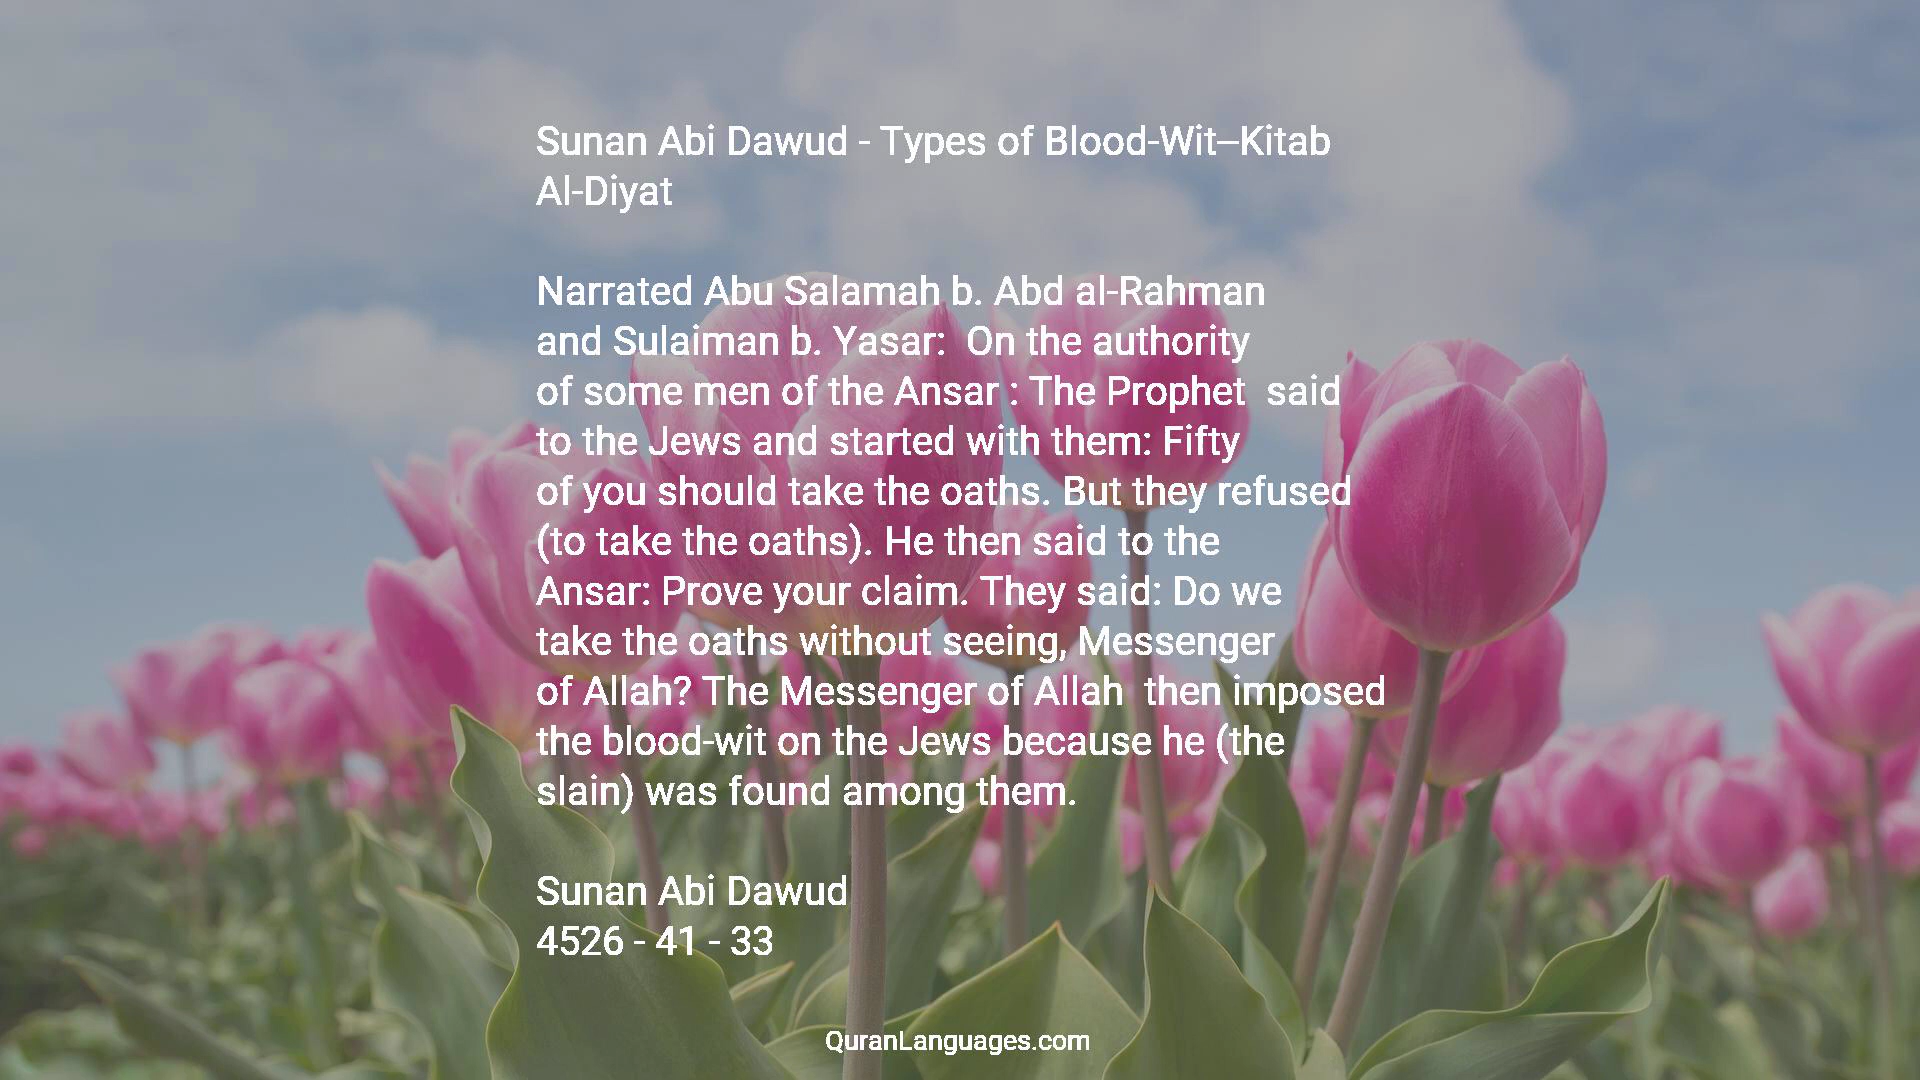 Sunan Abi Dawud - Types of Blood-Wit--Kitab
Al-Diyat
Narrated Abu Salamah b. Abd al-Rahman
and Sulaiman b. Yasar:  On the authority
of some men of the Ansar : The Prophet  said
to the Jews and started with them: Fifty
of you should take the oaths. But they refused
(to take the oaths). He then said to the
Ansar: Prove your claim. They said: Do we
take the oaths without seeing, Messenger
of Allah? The Messenger of Allah  then imposed
the blood-wit on the Jews because he (the
slain) was found among them.
Sunan Abi Dawud
4526 - 41 - 33
QuranLanguages.com